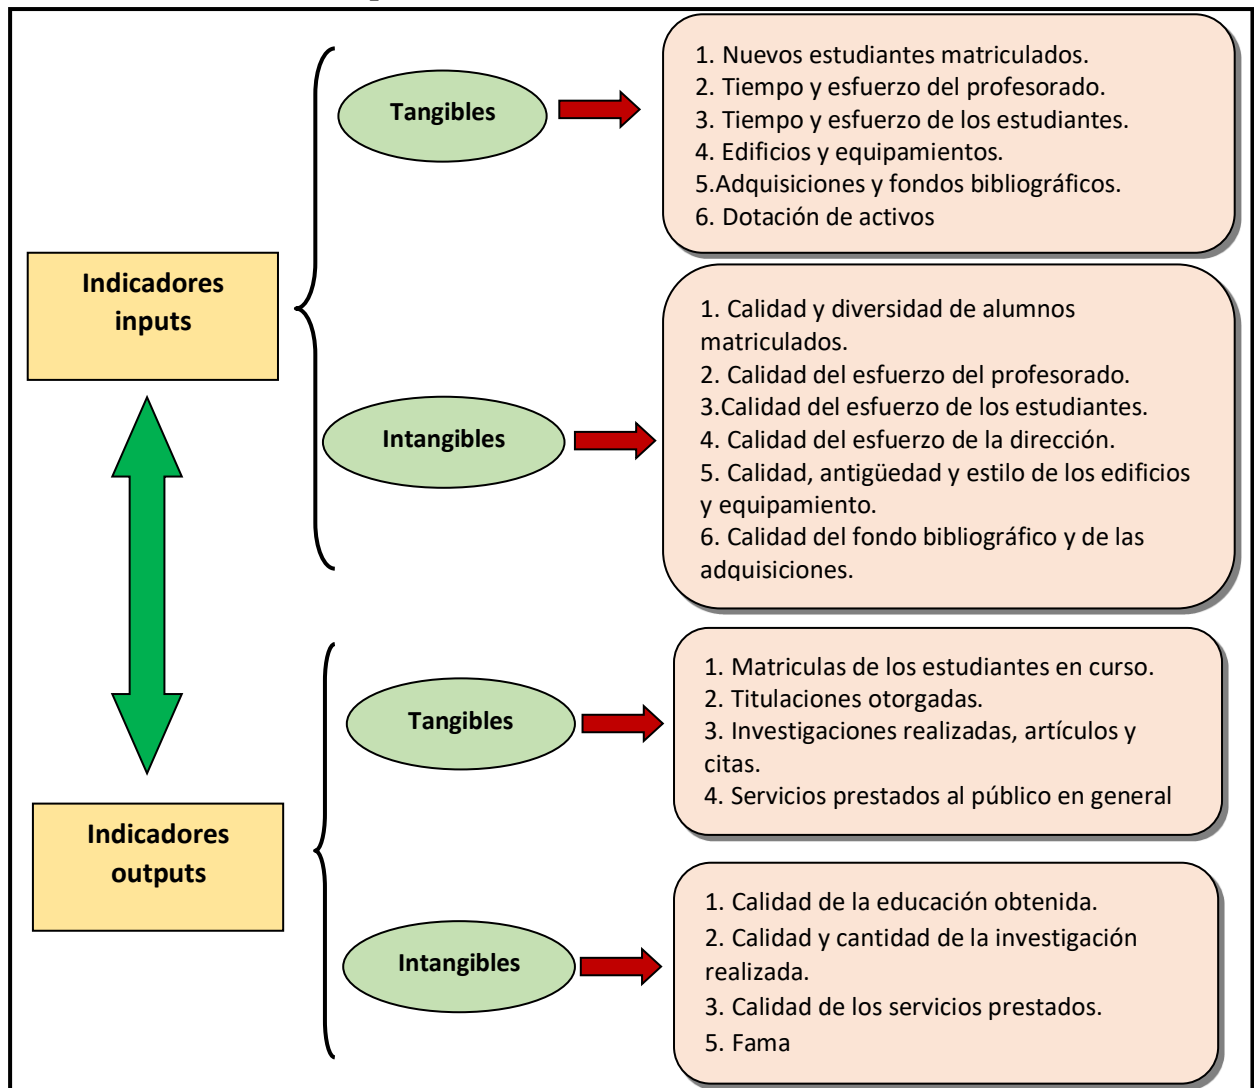 Indicadores
inputs
Tangibles
1. Nuevos estudiantes matriculados.
2. Tiempo y esfuerzo del profesorado.
3. Tiempo y esfuerzo de los estudiantes.
4. Edificios y equipamientos.
5.Adquisiciones y fondos bibliográficos.
6. Dotación de activos
Intangibles
1. Calidad y diversidad de alumnos
matriculados.
2. Calidad del esfuerzo del profesorado.
3.Calidad del esfuerzo de los estudiantes.
4. Calidad del esfuerzo de la dirección.
5. Calidad, antigüedad y estilo de los edificios
y equipamiento.
6. Calidad del fondo bibliográfico y de las
adquisiciones.
Indicadores
outputs
Tangibles
1. Matriculas de los estudiantes en curso.
2. Titulaciones otorgadas.
3. Investigaciones realizadas, artículos y
citas.
4. Servicios prestados al público en general
Intangibles
1. Calidad de la educación obtenida.
2. Calidad y cantidad de la investigación
realizada.
3. Calidad de los servicios prestados.
5. Fama